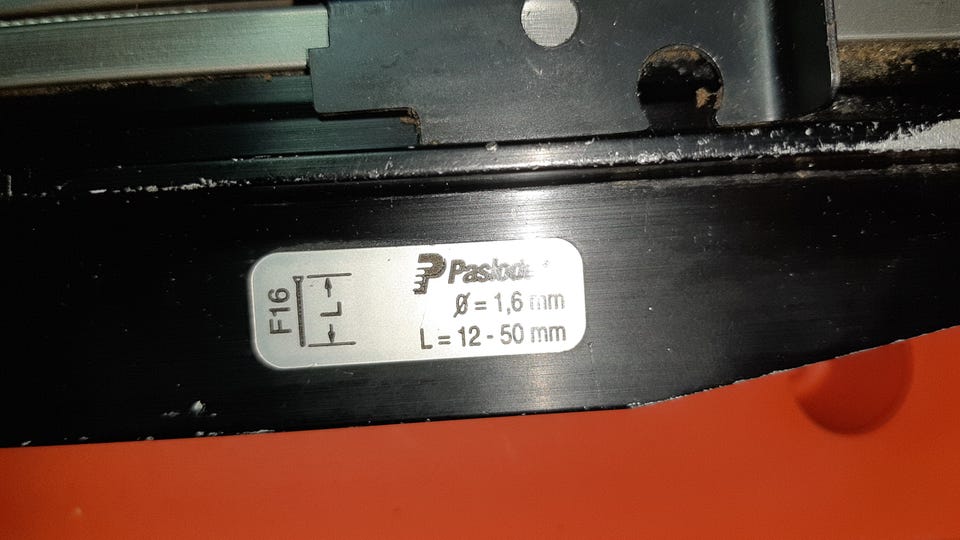 Paslode
F16
L
Ø = 1,6 mm
L = 12 - 50 mm